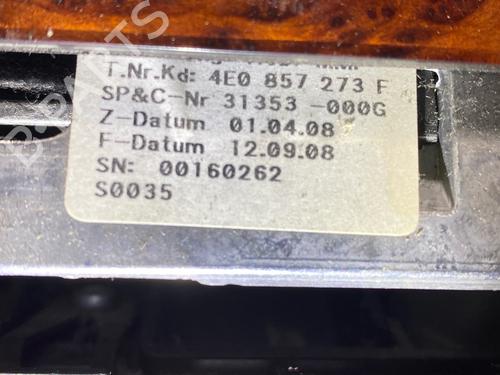 T.Nr.Kd: 4E0 857 273 F
SP&C-Nr 31353 -000G
Z-Datum 01.04.08
F-Datum 12.09.08
SN: 00160262
S0035
B-PARTS